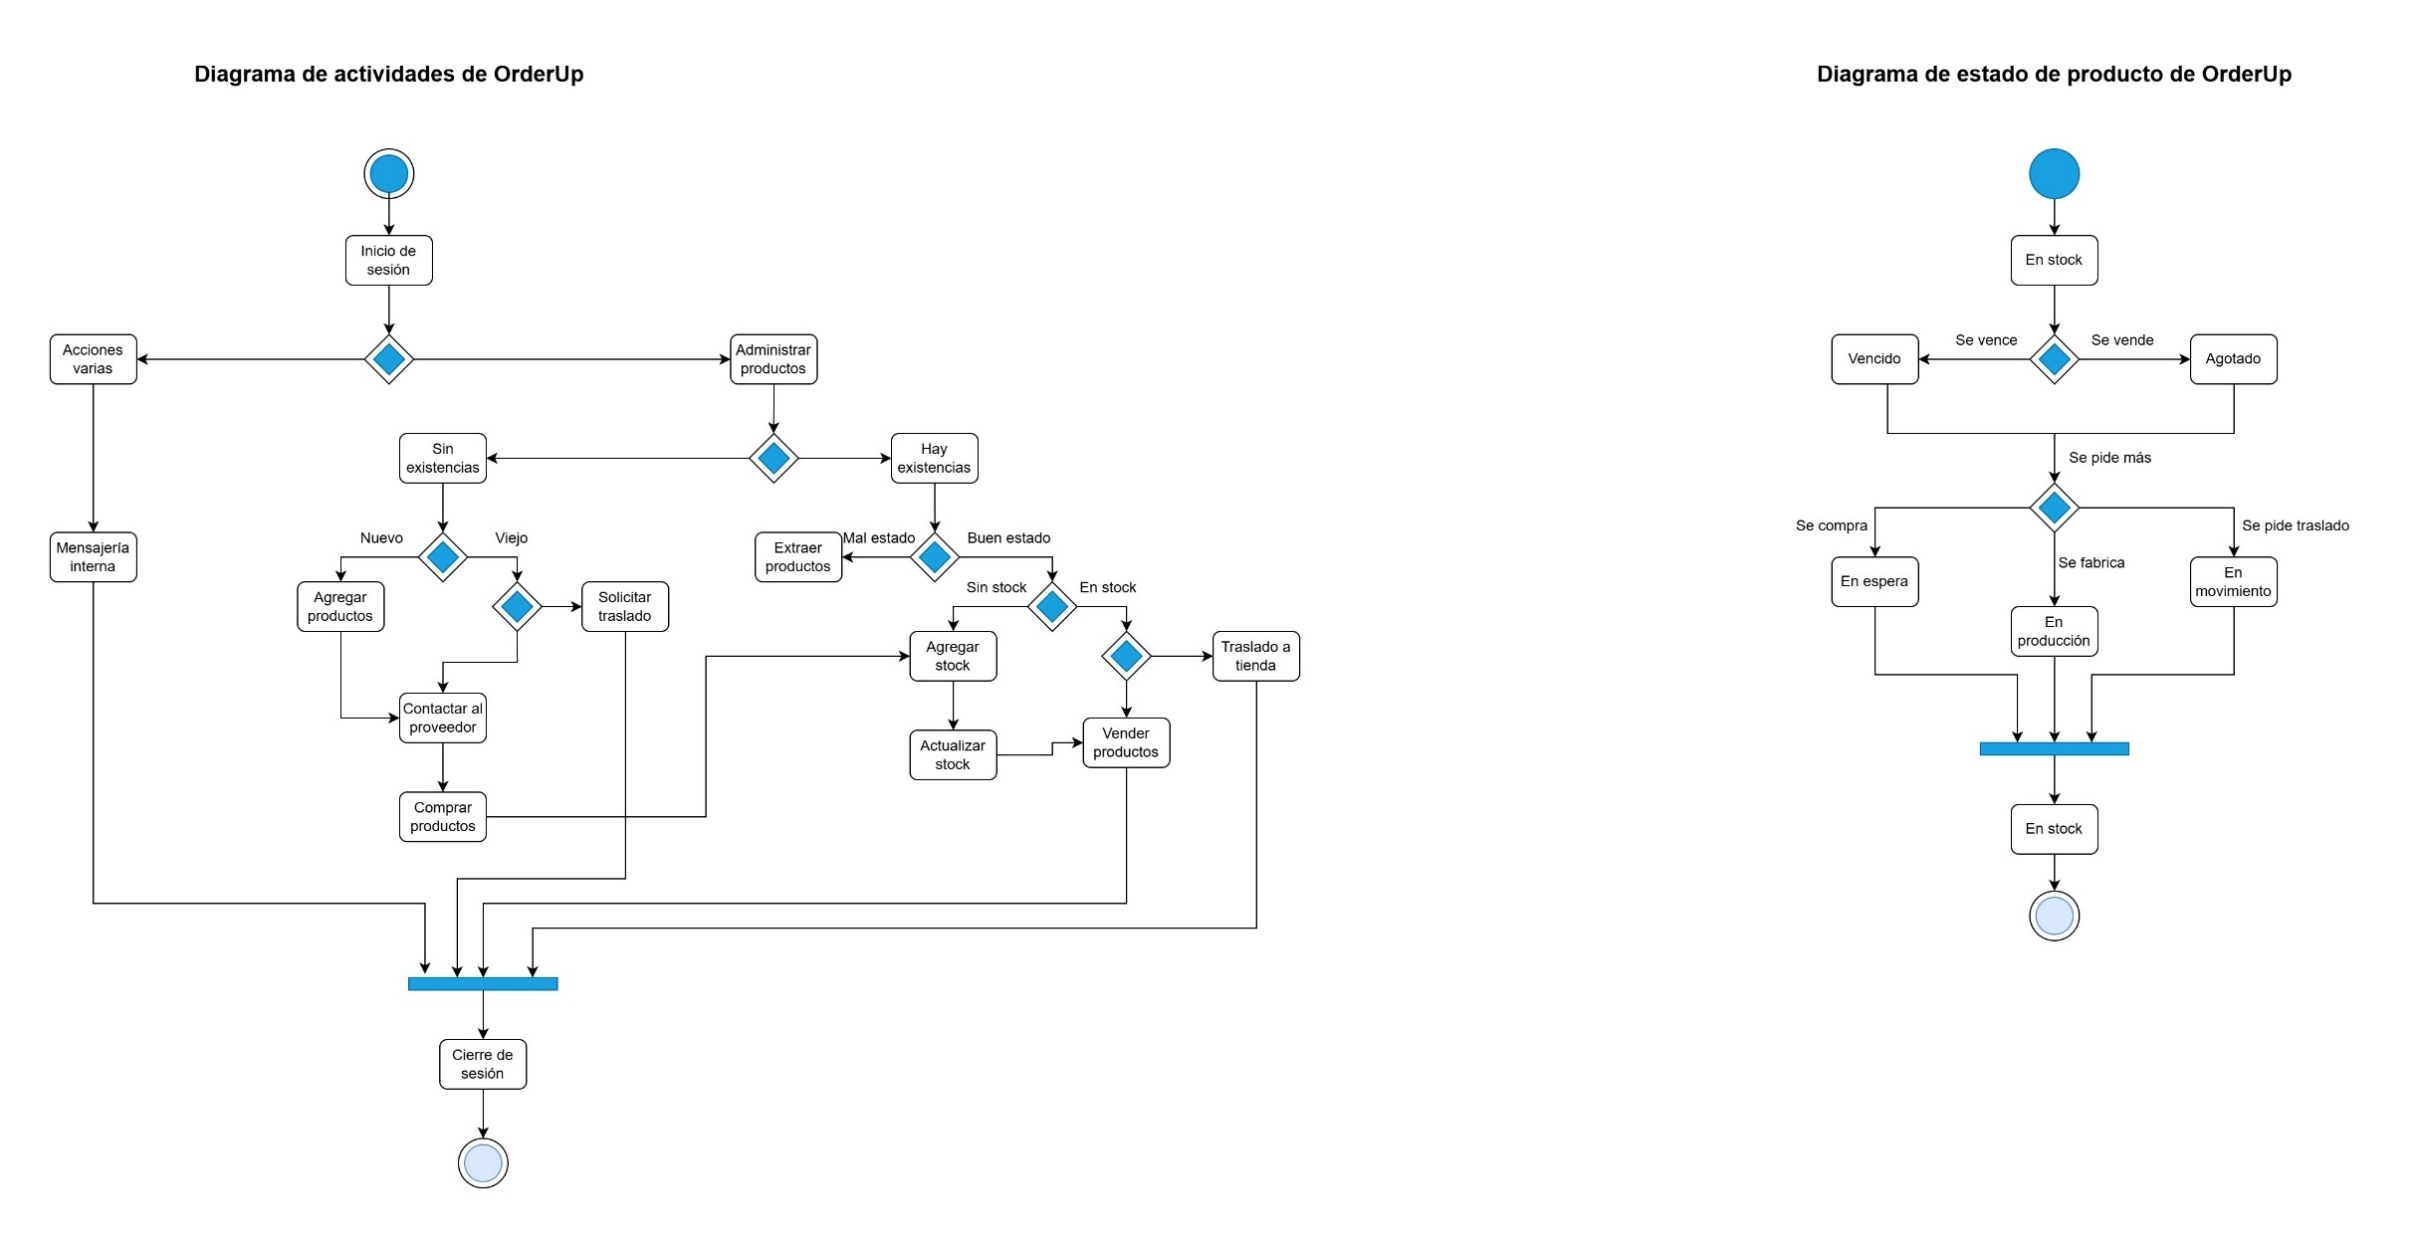 Diagrama de actividades de OrderUp
Inicio de
sesión
Acciones
varias
Administrar
productos
Sin
existencias
Hay
existencias
Mensajería
interna
Nuevo
Viejo
Extraer
productos
Mal estado
Buen estado
Agregar
productos
Solicitar
traslado
Sin stock
En stock
Agregar
stock
Traslado a
tienda
Contactar al
proveedor
Actualizar
stock
Vender
productos
Comprar
productos
Cierre de
sesión
Diagrama de estado de producto de OrderUp
En stock
Se vence
Se vende
Vencido
Agotado
Se pide más
Se compra
Se pide traslado
Se fabrica
En espera
En
movimiento
En
producción
En stock